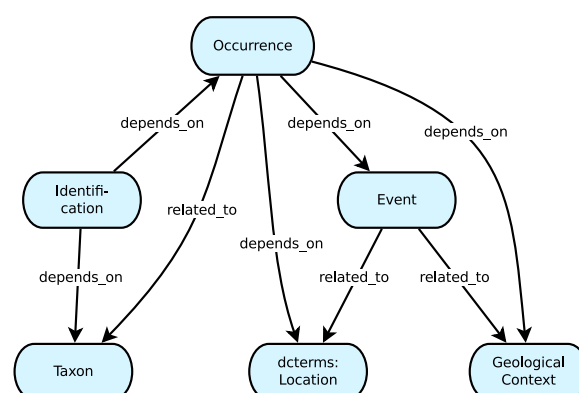 Occurrence
depends_on
depends_on
depends_on
Identifi-
cation
Event
related_to
depends_on
depends_on
related_to
related_to
Taxon
dcterms:
Location
Geological
Context